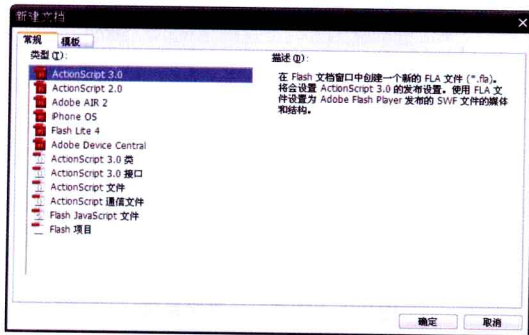 新建文档
常规 模板
类型(T):
ActionScript 3.0
ActionScript 2.0
Adobe AIR 2
iPhone OS
Flash Lite 4
Adobe Device Central
ActionScript 3.0 类
ActionScript 3.0 接口
ActionScript 文件
ActionScript 通信文件
Flash JavaScript 文件
Flash 项目
描述(D):
在 Flash 文档窗口中创建一个新的 FLA 文件 (*.fla)。
将会设置 ActionScript 3.0 的发布设置。使用 FLA 文
件设置为 Adobe Flash Player 发布的 SWF 文件的媒体
和结构。
确定 取消